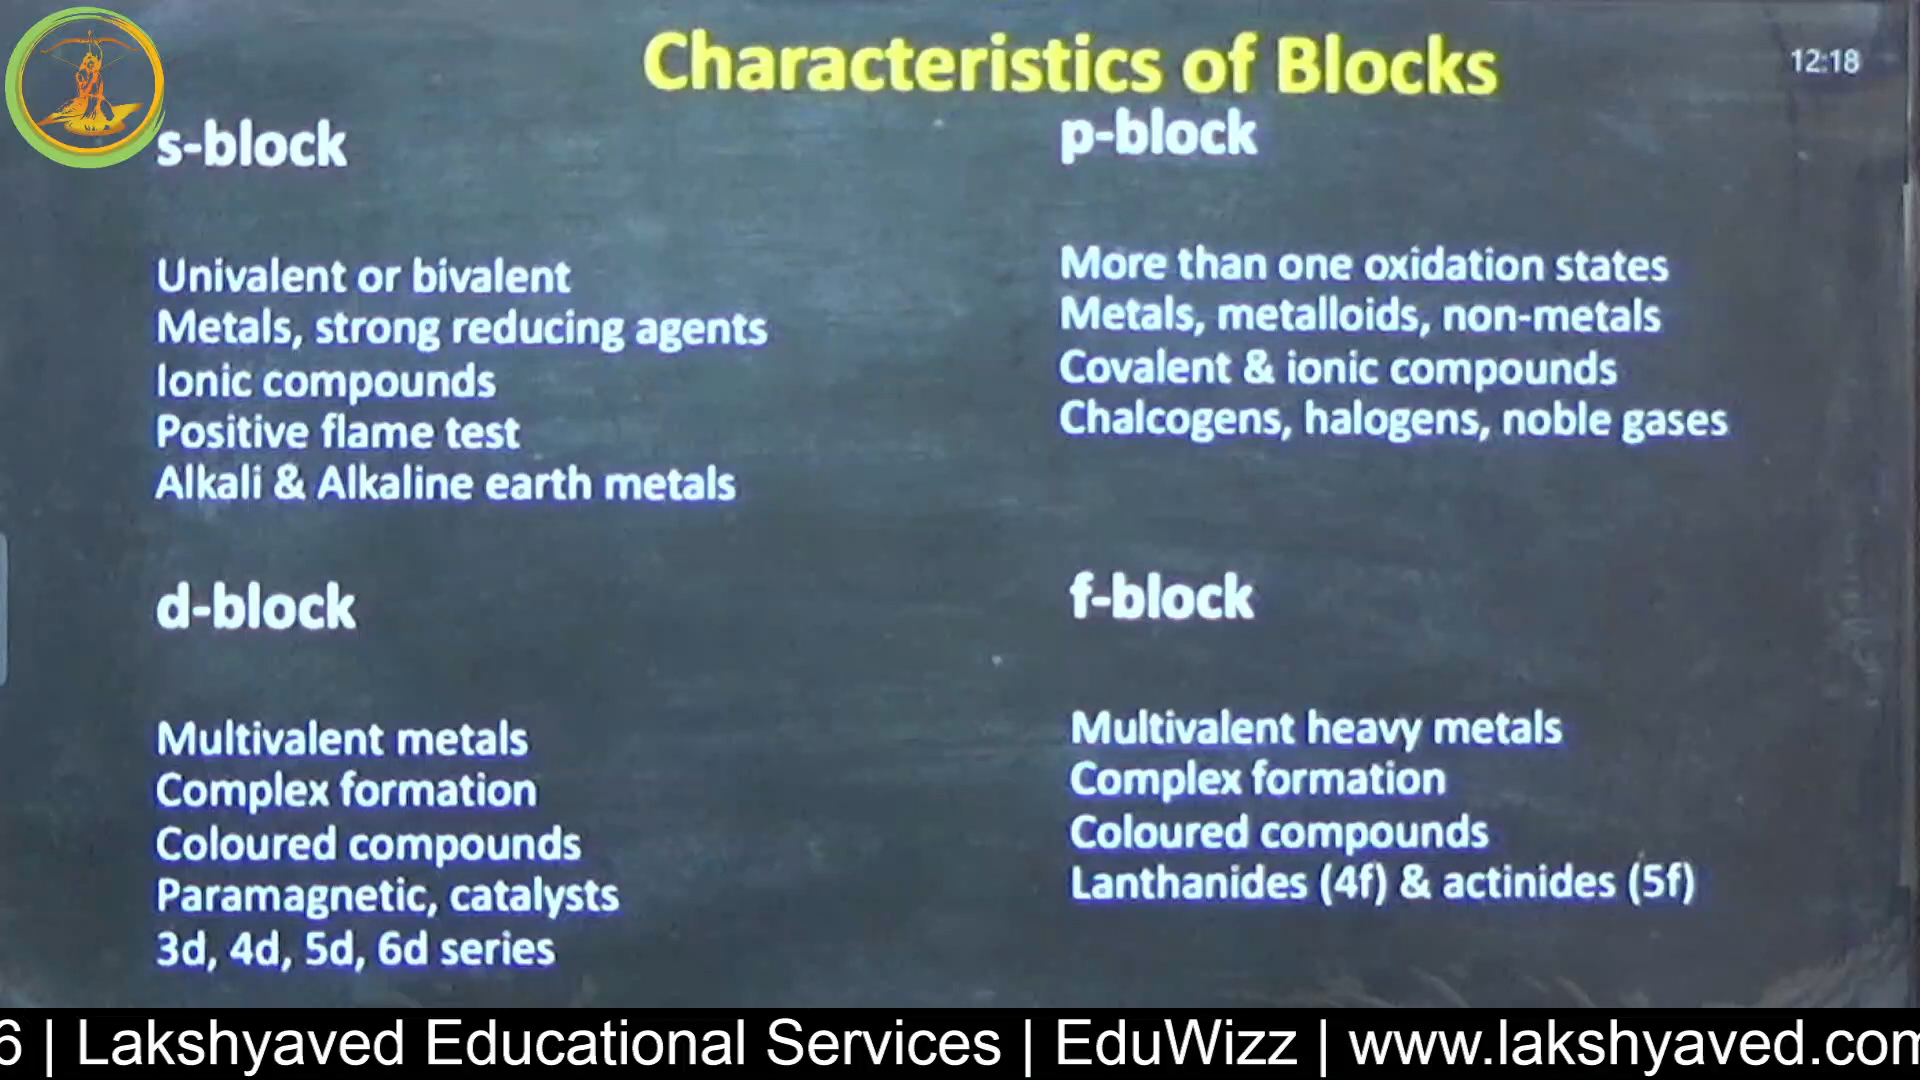 Characteristics of Blocks
12:18
s-block
Univalent or bivalent
Metals, strong reducing agents
Ionic compounds
Positive flame test
Alkali & Alkaline earth metals
p-block
More than one oxidation states
Metals, metalloids, non-metals
Covalent & ionic compounds
Chalcogens, halogens, noble gases
d-block
Multivalent metals
Complex formation
Coloured compounds
Paramagnetic, catalysts
3d, 4d, 5d, 6d series
f-block
Multivalent heavy metals
Complex formation
Coloured compounds
Lanthanides (4f) & actinides (5f)
6 | Lakshyaved Educational Services | EduWizz | www.lakshyaved.com